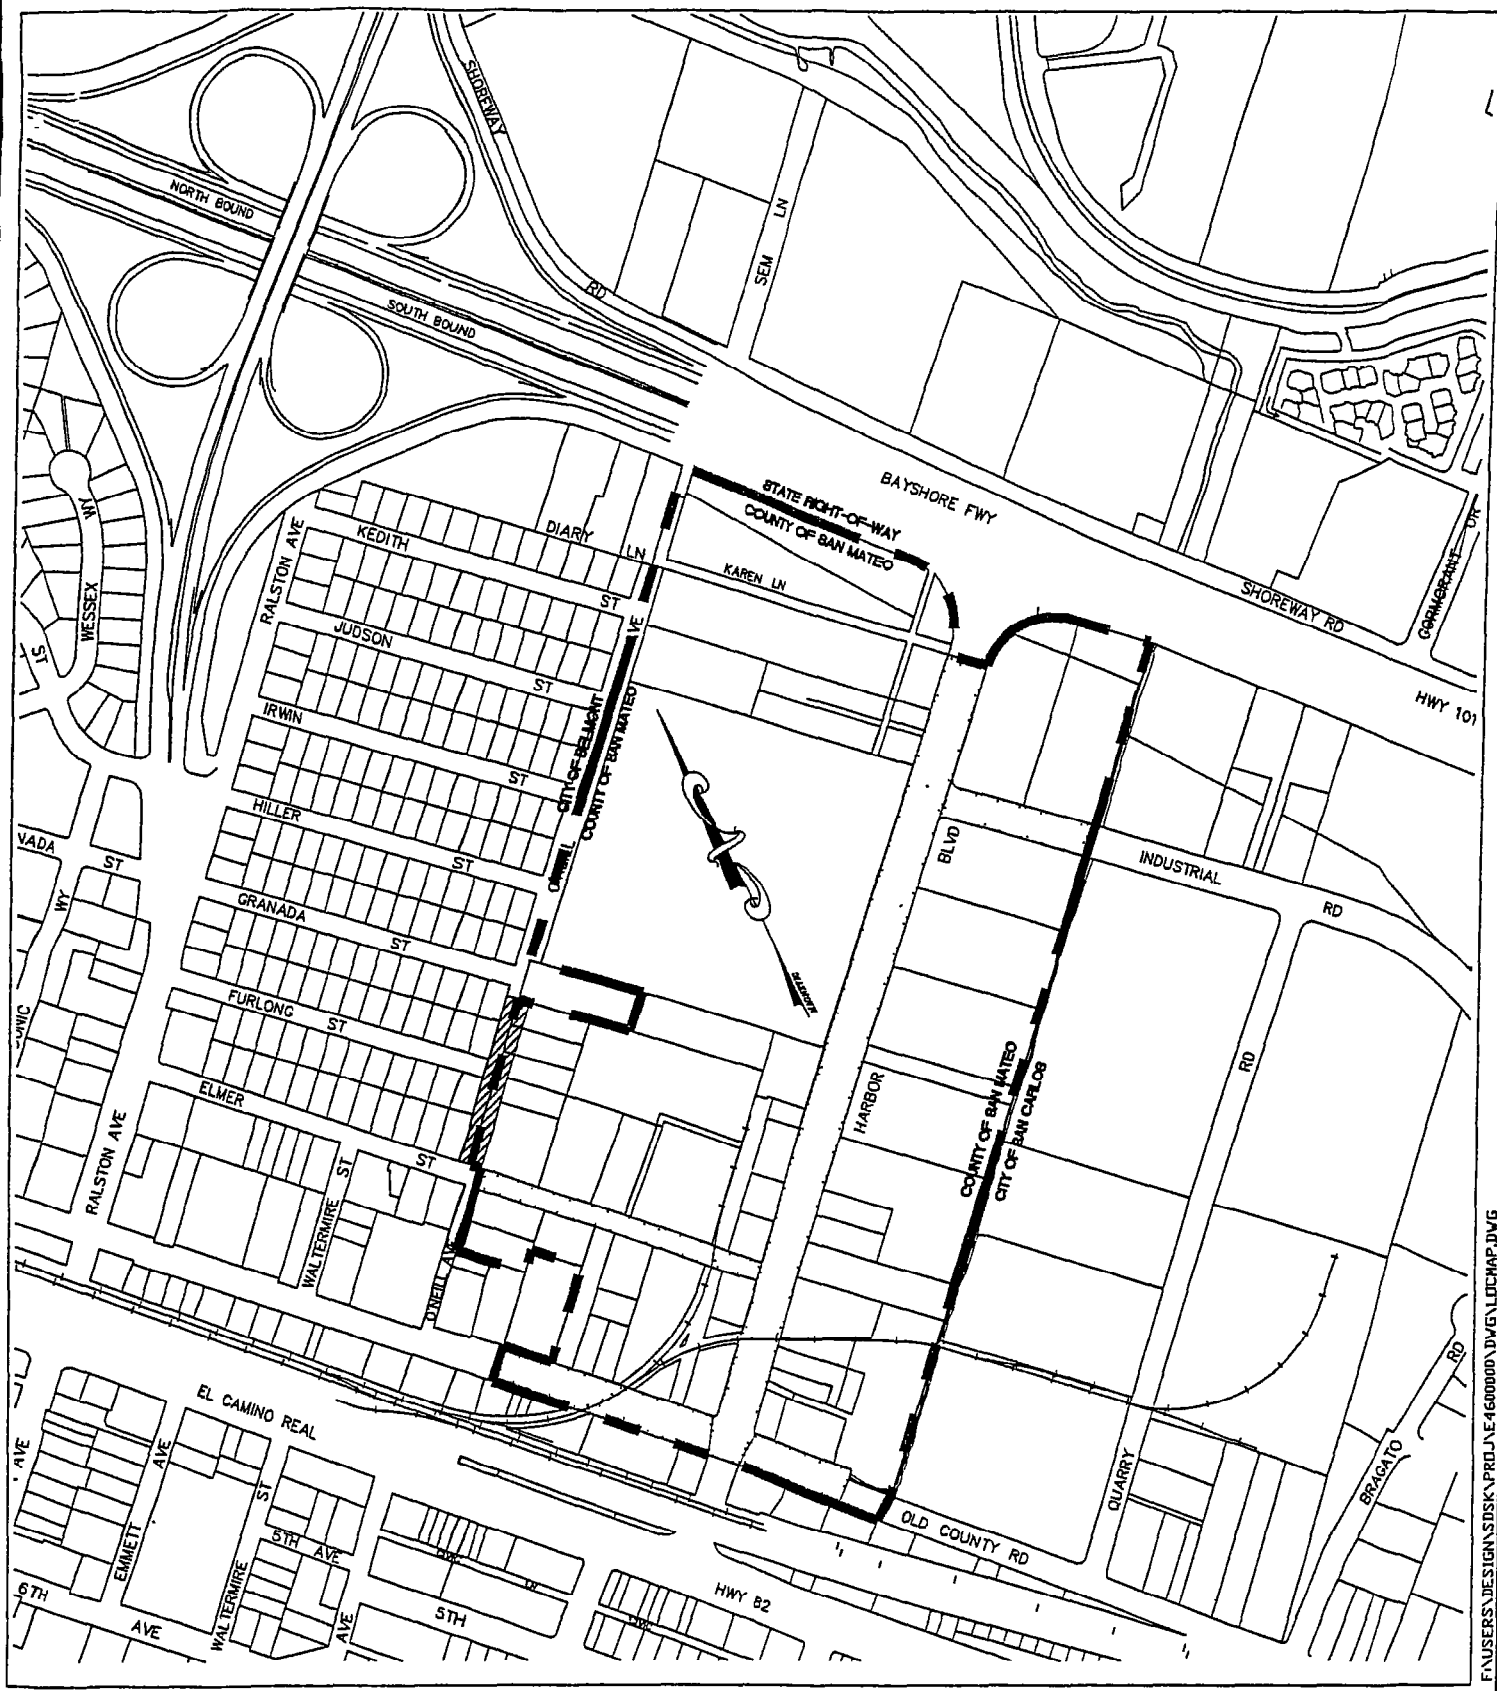 SHOREWAY
RD
NORTH BOUND
SOUTH BOUND
SEM LN
BAYSHORE FWY
STATE RIGHT-OF-WAY
COUNTY OF SAN MATEO
SHOREWAY RD
CORMORANT DR
HWY 101
WESSEX WY
ST
RALSTON AVE
KEDITH ST
DIARY LN
KAREN LN
JUDSON ST
AVE
IRWIN ST
CITY OF BELMONT
COUNTY OF SAN MATEO
HILLER ST
GRANADA ST
FURLONG ST
ELMER ST
NADA ST
WY
BLVD
HARBOR
INDUSTRIAL RD
RD
COUNTY OF SAN MATEO
CITY OF SAN CARLOS
RALSTON AVE
WALTERMIRE ST
O'NEILL AV
EL CAMINO REAL
AVE
EMMETT AVE
WALTERMIRE ST
5TH AVE
6TH AVE
AVE
5TH
HWY 82
OLD COUNTY RD
QUARRY
BRAGATO RD
F:\USERS\DESIGN\SDSK\PROJ\E4600000\DWG\LOCMAP.DWG